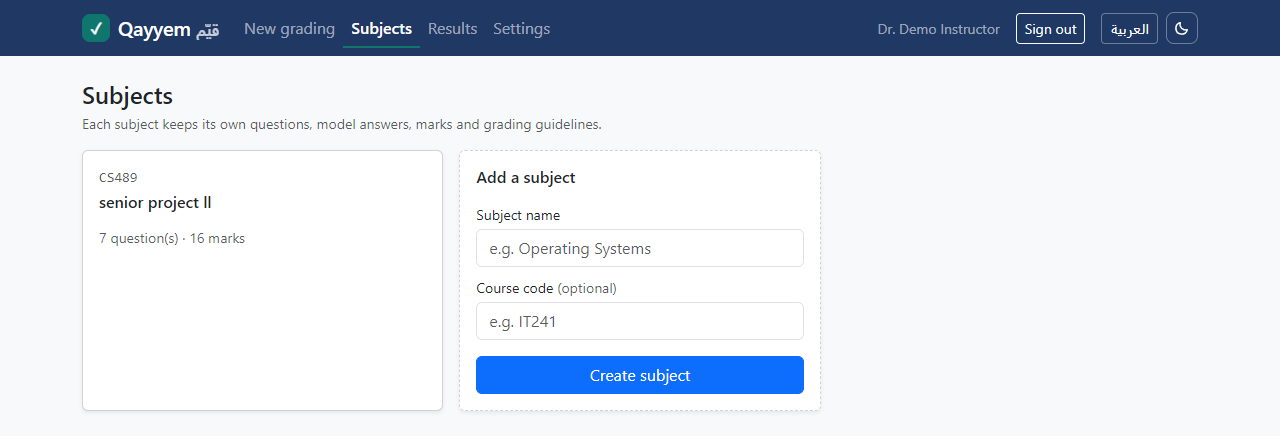 ✓ Qayyem قيّم New grading Subjects Results Settings Dr. Demo Instructor Sign out العربية
Subjects
Each subject keeps its own questions, model answers, marks and grading guidelines.
CS489
senior project ll
7 question(s) · 16 marks
Add a subject
Subject name
e.g. Operating Systems
Course code (optional)
e.g. IT241
Create subject